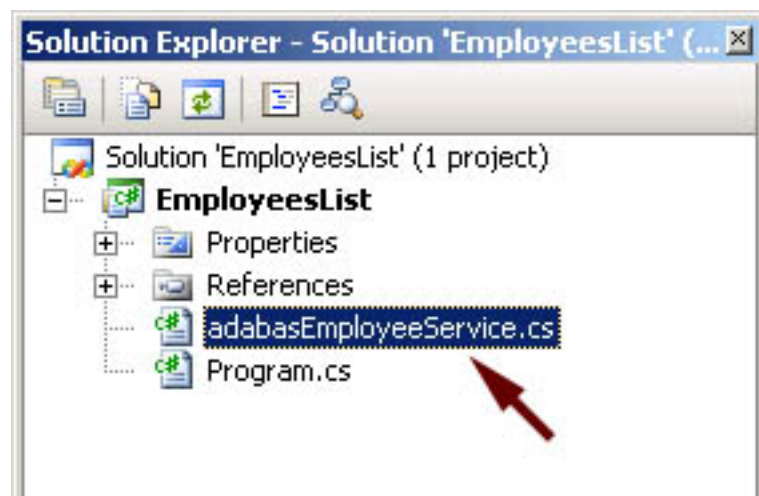 Solution Explorer - Solution 'EmployeesList' (...
Solution 'EmployeesList' (1 project)
EmployeesList
Properties
References
adabasEmployeeService.cs
Program.cs